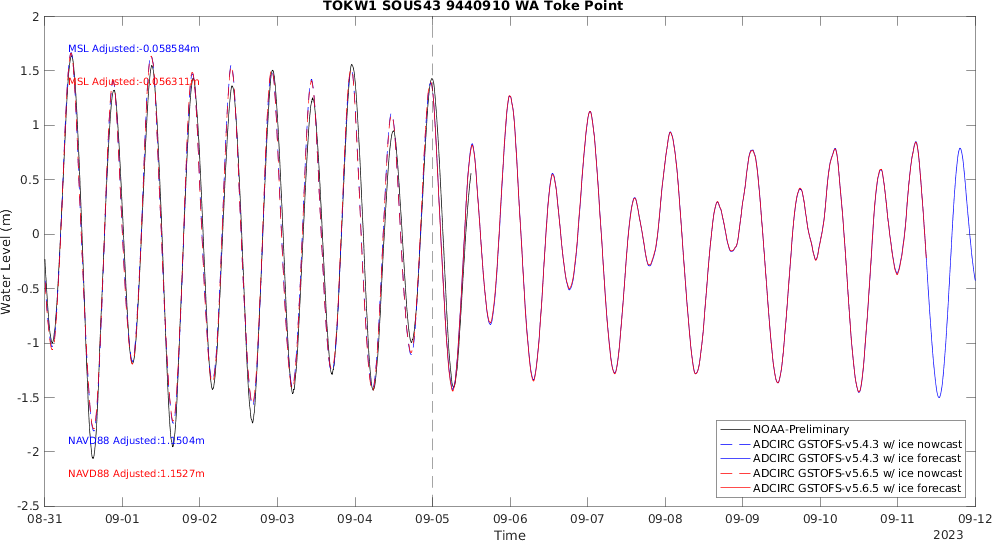 TOKW1 SOUS43 9440910 WA Toke Point
2
1.5
1
0.5
0
-0.5
-1
-1.5
-2
-2.5
Water Level (m)
MSL Adjusted:-0.058584m
MSL Adjusted:-0.056311m
NAVD88 Adjusted:1.1504m
NAVD88 Adjusted:1.1527m
NOAA-Preliminary
ADCIRC GSTOFS-v5.4.3 w/ ice nowcast
ADCIRC GSTOFS-v5.4.3 w/ ice forecast
ADCIRC GSTOFS-v5.6.5 w/ ice nowcast
ADCIRC GSTOFS-v5.6.5 w/ ice forecast
08-31 09-01 09-02 09-03 09-04 09-05 09-06 09-07 09-08 09-09 09-10 09-11 09-12
Time
2023